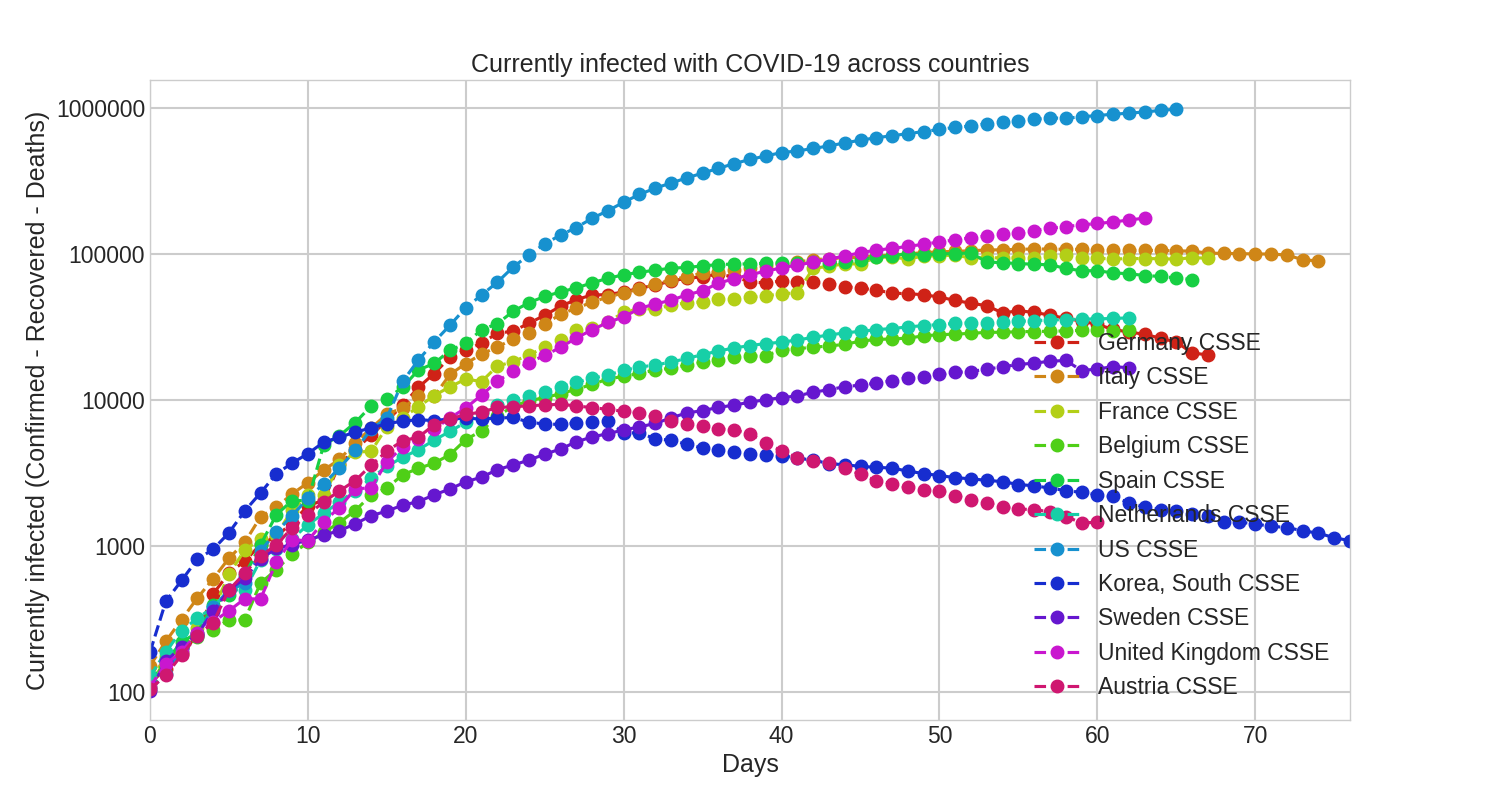 Currently infected with COVID-19 across countries
Currently infected (Confirmed - Recovered - Deaths)
1000000
100000
10000
1000
100
Germany CSSE
Italy CSSE
France CSSE
Belgium CSSE
Spain CSSE
Netherlands CSSE
US CSSE
Korea, South CSSE
Sweden CSSE
United Kingdom CSSE
Austria CSSE
0 10 20 30 40 50 60 70
Days